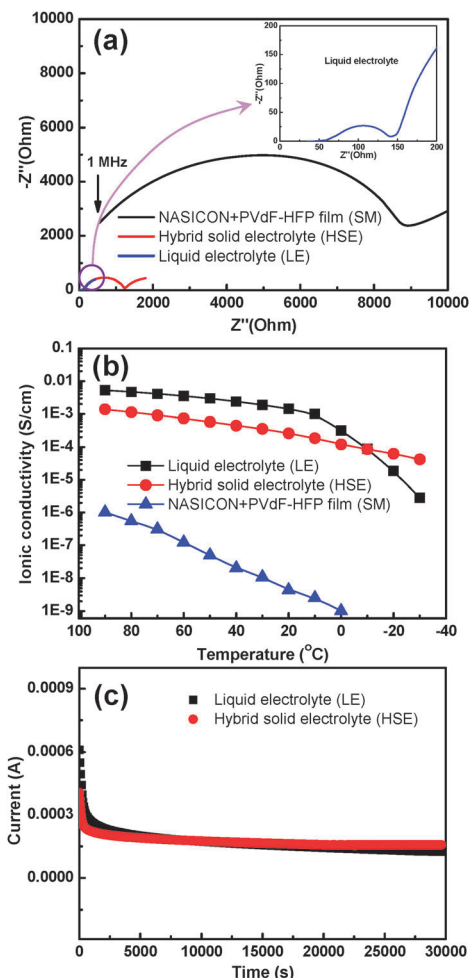 (a)
10000
8000
6000
4000
2000
0
-Z''(Ohm)
1 MHz
200
150
100
50
0
-Z''(Ohm)
Liquid electrolyte
0 50 100 150 200
Z''(Ohm)
NASICON+PVdF-HFP film (SM)
Hybrid solid electrolyte (HSE)
Liquid electrolyte (LE)
0 2000 4000 6000 8000 10000
Z''(Ohm)
(b)
0.1
0.01
1E-3
1E-4
1E-5
1E-6
1E-7
1E-8
1E-9
Ionic conductivity (S/cm)
Liquid electrolyte (LE)
Hybrid solid electrolyte (HSE)
NASICON+PVdF-HFP film (SM)
100 80 60 40 20 0 -20 -40
Temperature (°C)
(c)
0.0009
0.0006
0.0003
0.0000
Current (A)
Liquid electrolyte (LE)
Hybrid solid electrolyte (HSE)
0 5000 10000 15000 20000 25000 30000
Time (s)